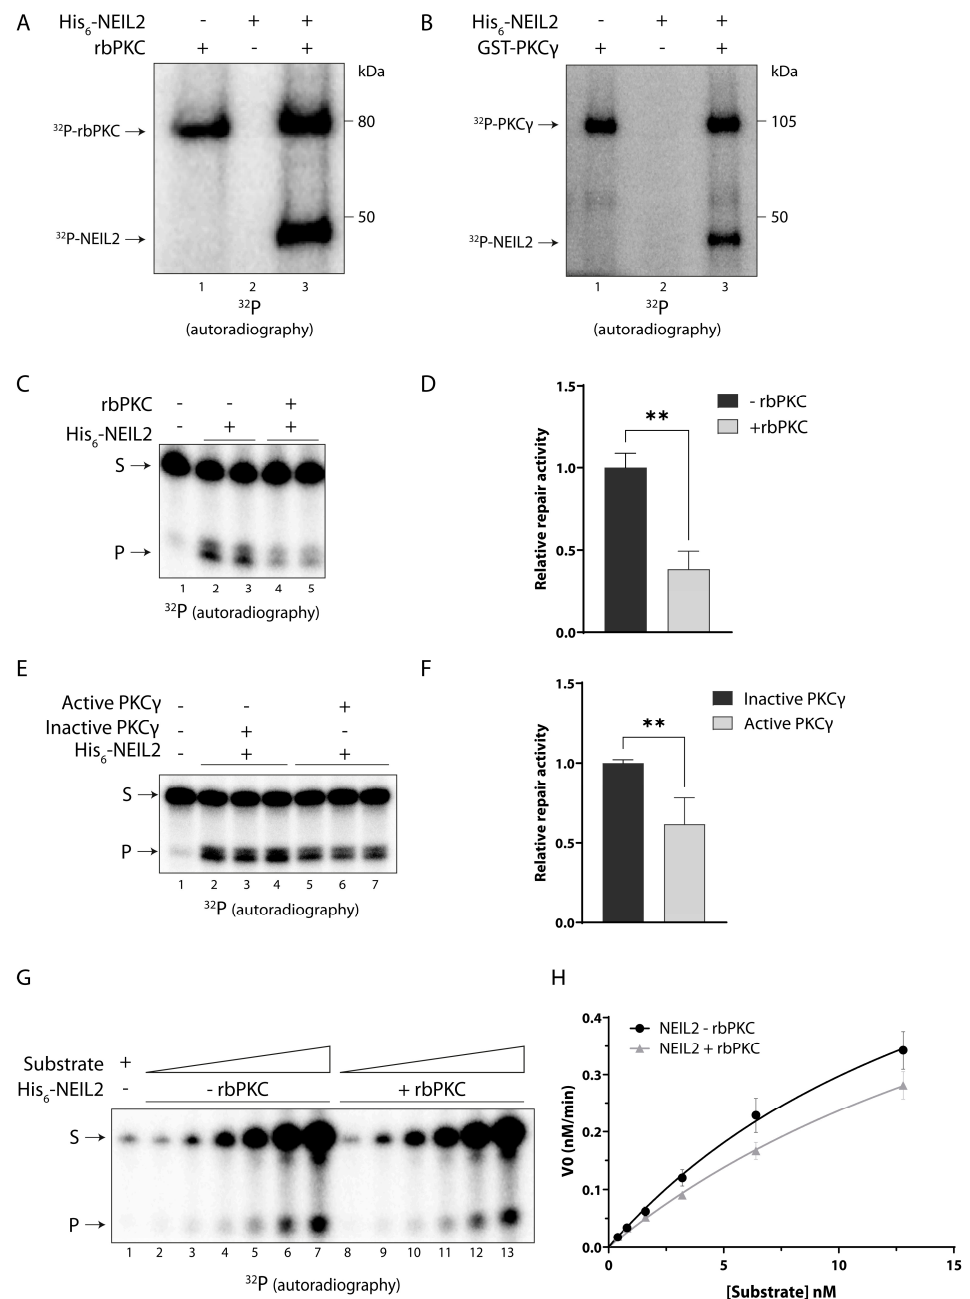 A
His6-NEIL2 - + +
rbPKC + - +
kDa
32P-rbPKC → 80
50
32P-NEIL2 →
1 2 3
32P
(autoradiography)
B
His6-NEIL2 - + +
GST-PKCγ + - +
kDa
32P-PKCγ → 105
50
32P-NEIL2 →
1 2 3
32P
(autoradiography)
C
rbPKC - - +
His6-NEIL2 - + +
S →
P →
1 2 3 4 5
32P (autoradiography)
D
1.5
1.0
0.5
0.0
Relative repair activity
**
- rbPKC
+rbPKC
E
Active PKCγ - - +
Inactive PKCγ - + -
His6-NEIL2 - + +
S →
P →
1 2 3 4 5 6 7
32P (autoradiography)
F
1.5
1.0
0.5
0.0
Relative repair activity
**
Inactive PKCγ
Active PKCγ
G
Substrate +
His6-NEIL2 - - rbPKC + rbPKC
S →
P →
1 2 3 4 5 6 7 8 9 10 11 12 13
32P (autoradiography)
H
0.4
0.3
0.2
0.1
0.0
V0 (nM/min)
NEIL2 - rbPKC
NEIL2 + rbPKC
0 5 10 15
[Substrate] nM